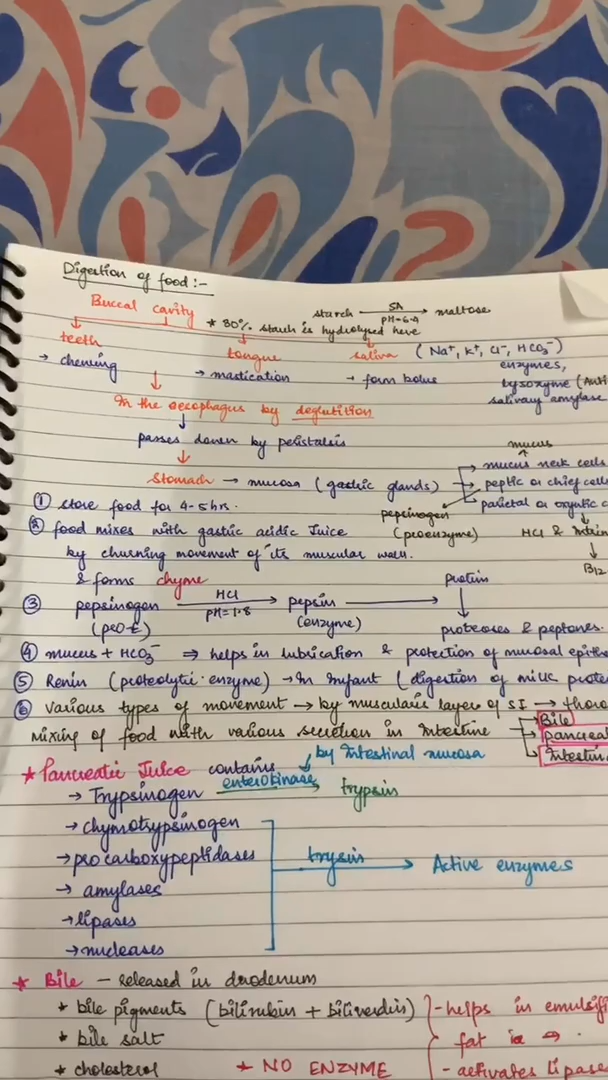 Digestion of food :-
Buccal cavity
starch SA → maltose
pH=6.4
* 30% starch is hydrolysed here
teeth
tongue
saliva (Na⁺, K⁺, Cl⁻, HCO₃⁻)
→ chewing
→ mastication
→ form bolus
enzymes,
lysozyme (Anti
salivary amylase
In the oecophagus by deglutition
passes down by peristalsis
mucus
Stomach → mucosa (gastric glands)
mucus neck cells
peptic or chief cell
parietal or oxyntic c
① store food for 4-5 hrs.
pepsinogen
(proenzyme)
HCl & Intrin
B12
② food mixes with gastric acidic Juice
by churning movement of its muscular wall.
& forms chyme
protein
③ pepsinogen HCl → pepsin →
pH=1.8
(pro E)
(enzyme)
proteoses & peptones.
④ mucus + HCO₃⁻ ⇒ helps in lubrication & protection of mucosal epithe
⑤ Renin (proteolytic enzyme) → In Infant (digestion of milk prote
⑥ various types of movement → by muscularis layer of SI → thoro
mixing of food with various secretion in Intestine
Bile
pancreat
Intestin
* Pancreatic Juice contains
by Intestinal mucosa
→ Trypsinogen enterokinase → trypsin
→ chymotrypsinogen
→ procarboxypeptidases
trysin → Active enzymes
→ amylases
→ lipases
→ nucleases
* Bile – released in duodenum
* bile pigments (bilirubin + biliverdin)
* bile salt
* cholesterol
* NO ENZYME
- helps in emulsifi
fat ie ⇒
- activates lipase